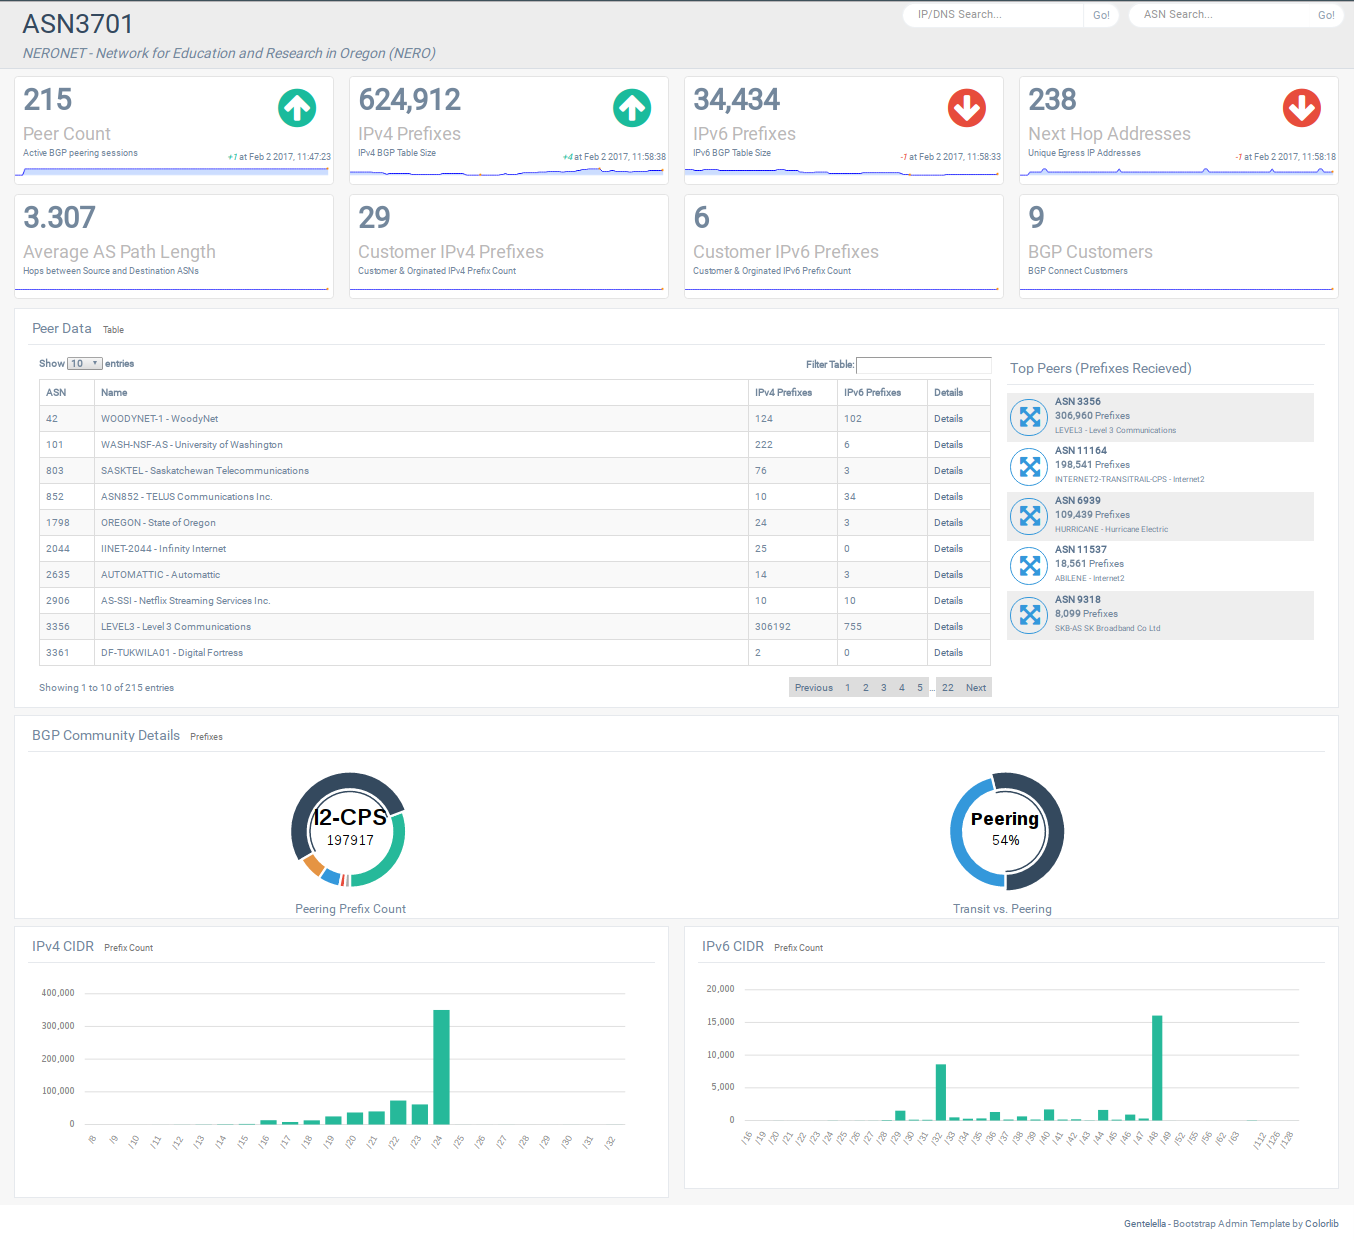 ASN3701
NERONET - Network for Education and Research in Oregon (NERO)
IP/DNS Search... Go!
ASN Search... Go!
215
Peer Count
Active BGP peering sessions
+1 at Feb 2 2017, 11:47:23
624,912
IPv4 Prefixes
IPv4 BGP Table Size
+4 at Feb 2 2017, 11:58:38
34,434
IPv6 Prefixes
IPv6 BGP Table Size
-1 at Feb 2 2017, 11:58:33
238
Next Hop Addresses
Unique Egress IP Addresses
-1 at Feb 2 2017, 11:58:18
3.307
Average AS Path Length
Hops between Source and Destination ASNs
29
Customer IPv4 Prefixes
Customer & Orginated IPv4 Prefix Count
6
Customer IPv6 Prefixes
Customer & Orginated IPv6 Prefix Count
9
BGP Customers
BGP Connect Customers
Peer Data Table
Show 10 entries
Filter Table:
ASN Name IPv4 Prefixes IPv6 Prefixes Details
42 WOODYNET-1 - WoodyNet 124 102 Details
101 WASH-NSF-AS - University of Washington 222 6 Details
803 SASKTEL - Saskatchewan Telecommunications 76 3 Details
852 ASN852 - TELUS Communications Inc. 10 34 Details
1798 OREGON - State of Oregon 24 3 Details
2044 IINET-2044 - Infinity Internet 25 0 Details
2635 AUTOMATTIC - Automattic 14 3 Details
2906 AS-SSI - Netflix Streaming Services Inc. 10 10 Details
3356 LEVEL3 - Level 3 Communications 306192 755 Details
3361 DF-TUKWILA01 - Digital Fortress 2 0 Details
Showing 1 to 10 of 215 entries
Previous 1 2 3 4 5 ... 22 Next
Top Peers (Prefixes Recieved)
ASN 3356
306,960 Prefixes
LEVEL3 - Level 3 Communications
ASN 11164
198,541 Prefixes
INTERNET2-TRANSITRAIL-CPS - Internet2
ASN 6939
109,439 Prefixes
HURRICANE - Hurricane Electric
ASN 11537
18,561 Prefixes
ABILENE - Internet2
ASN 9318
8,099 Prefixes
SKB-AS SK Broadband Co Ltd
BGP Community Details Prefixes
I2-CPS
197917
Peering Prefix Count
Peering
54%
Transit vs. Peering
IPv4 CIDR Prefix Count
400,000
300,000
200,000
100,000
0
/8 /9 /10 /11 /12 /13 /14 /15 /16 /17 /18 /19 /20 /21 /22 /23 /24 /25 /26 /27 /28 /29 /30 /31 /32
IPv6 CIDR Prefix Count
20,000
15,000
10,000
5,000
0
/16 /19 /20 /21 /22 /23 /24 /25 /26 /27 /28 /29 /30 /31 /32 /33 /34 /35 /36 /37 /38 /39 /40 /41 /42 /43 /44 /45 /46 /47 /48 /49 /52 /55 /56 /62 /63 /112 /126 /128
Gentelella - Bootstrap Admin Template by Colorlib